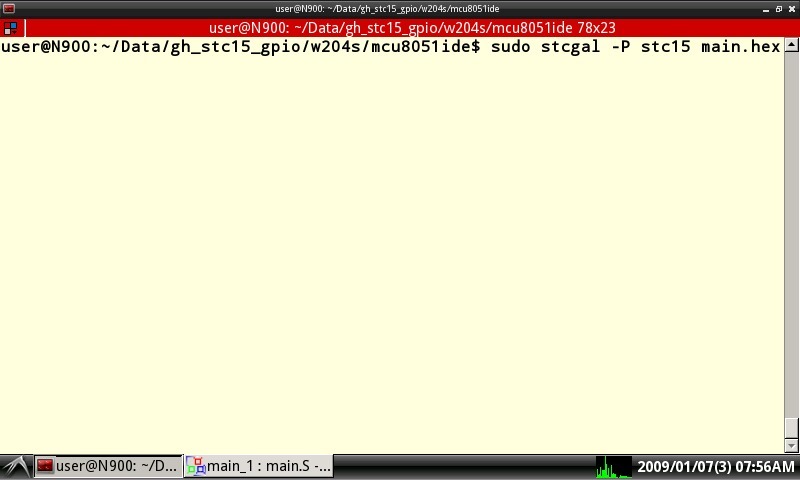 user@N900: ~/Data/gh_stc15_gpio/w204s/mcu8051ide
user@N900: ~/Data/gh_stc15_gpio/w204s/mcu8051ide 78x23
user@N900:~/Data/gh_stc15_gpio/w204s/mcu8051ide$ sudo stcgal -P stc15 main.hex
user@N900: ~/D... main_1 : main.S -... 2009/01/07(3) 07:56AM